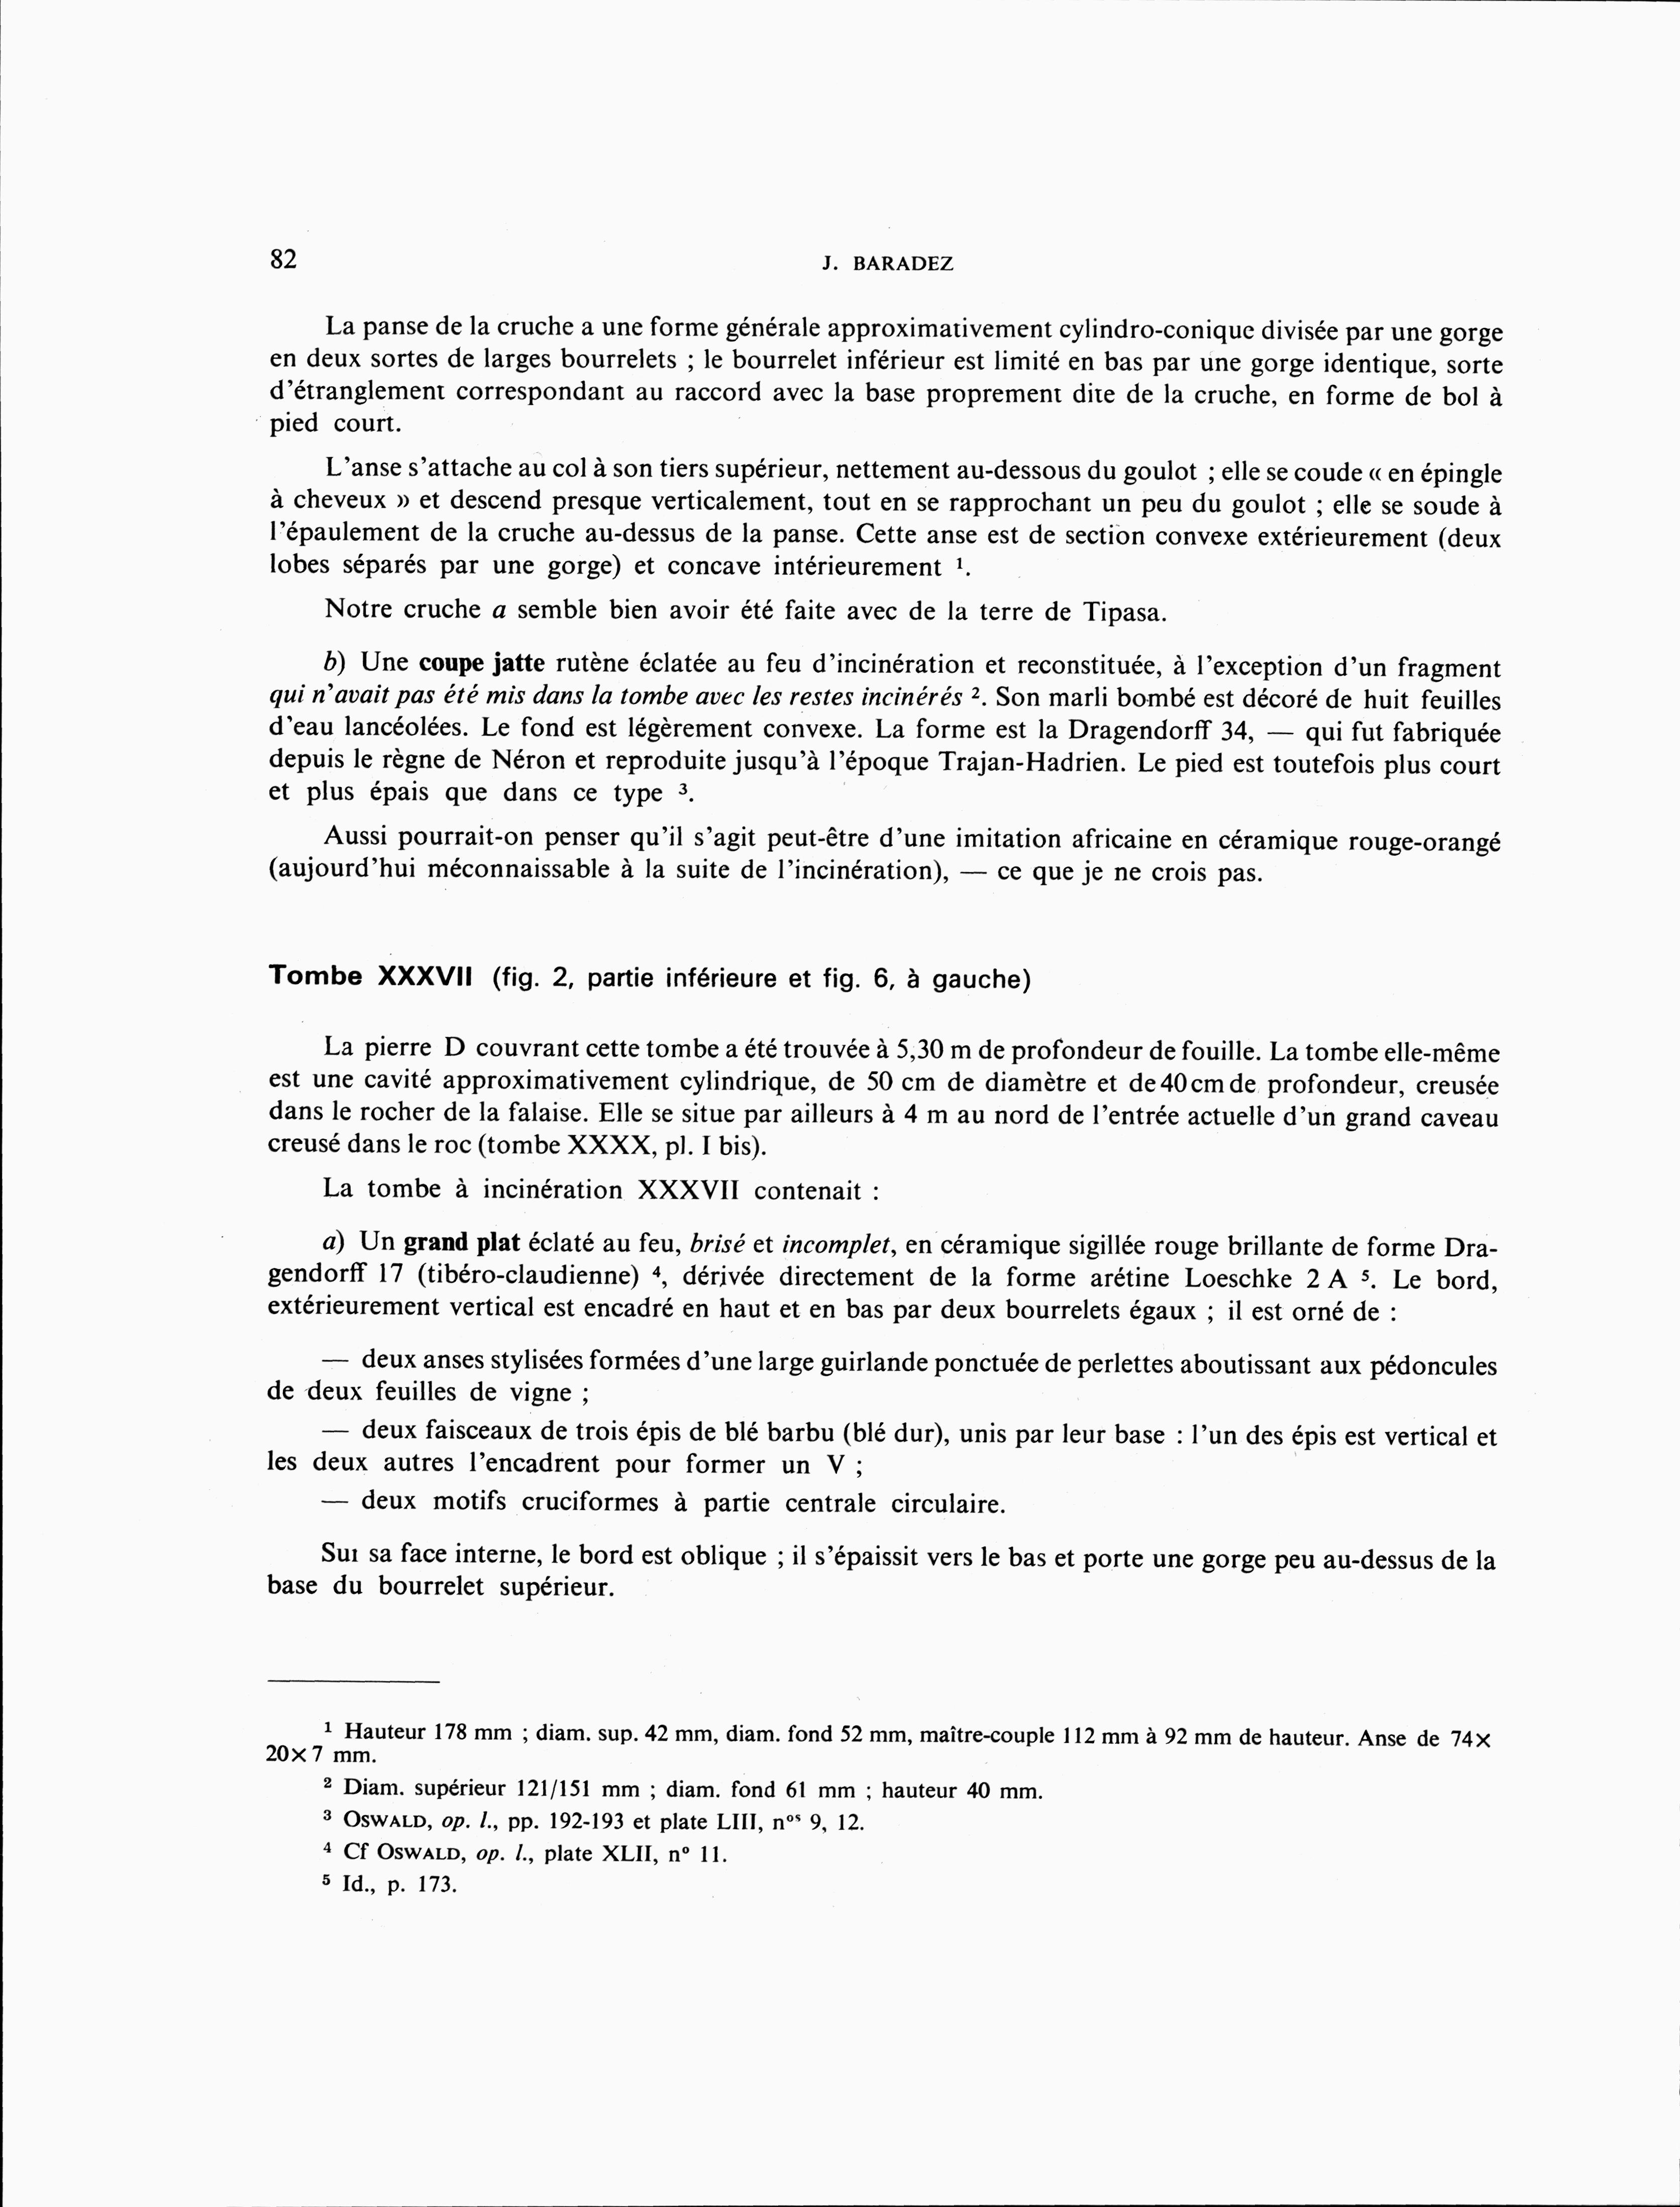 82
J. BARADEZ
La panse de la cruche a une forme générale approximativement cylindro-conique divisée par une gorge
en deux sortes de larges bourrelets ; le bourrelet inférieur est limité en bas par une gorge identique, sorte
d'étranglement correspondant au raccord avec la base proprement dite de la cruche, en forme de bol à
pied court.
L'anse s'attache au col à son tiers supérieur, nettement au-dessous du goulot ; elle se coude « en épingle
à cheveux » et descend presque verticalement, tout en se rapprochant un peu du goulot ; elle se soude à
l'épaulement de la cruche au-dessus de la panse. Cette anse est de section convexe extérieurement (deux
lobes séparés par une gorge) et concave intérieurement ¹.
Notre cruche a semble bien avoir été faite avec de la terre de Tipasa.
b) Une coupe jatte rutène éclatée au feu d'incinération et reconstituée, à l'exception d'un fragment
qui n'avait pas été mis dans la tombe avec les restes incinérés ². Son marli bombé est décoré de huit feuilles
d'eau lancéolées. Le fond est légèrement convexe. La forme est la Dragendorff 34, — qui fut fabriquée
depuis le règne de Néron et reproduite jusqu'à l'époque Trajan-Hadrien. Le pied est toutefois plus court
et plus épais que dans ce type ³.
Aussi pourrait-on penser qu'il s'agit peut-être d'une imitation africaine en céramique rouge-orangé
(aujourd'hui méconnaissable à la suite de l'incinération), — ce que je ne crois pas.
Tombe XXXVII (fig. 2, partie inférieure et fig. 6, à gauche)
La pierre D couvrant cette tombe a été trouvée à 5,30 m de profondeur de fouille. La tombe elle-même
est une cavité approximativement cylindrique, de 50 cm de diamètre et de 40 cm de profondeur, creusée
dans le rocher de la falaise. Elle se situe par ailleurs à 4 m au nord de l'entrée actuelle d'un grand caveau
creusé dans le roc (tombe XXXX, pl. I bis).
La tombe à incinération XXXVII contenait :
a) Un grand plat éclaté au feu, brisé et incomplet, en céramique sigillée rouge brillante de forme Dra-
gendorff 17 (tibéro-claudienne) ⁴, dérivée directement de la forme arétine Loeschke 2 A ⁵. Le bord,
extérieurement vertical est encadré en haut et en bas par deux bourrelets égaux ; il est orné de :
— deux anses stylisées formées d'une large guirlande ponctuée de perlettes aboutissant aux pédoncules
de deux feuilles de vigne ;
— deux faisceaux de trois épis de blé barbu (blé dur), unis par leur base : l'un des épis est vertical et
les deux autres l'encadrent pour former un V ;
— deux motifs cruciformes à partie centrale circulaire.
Sur sa face interne, le bord est oblique ; il s'épaissit vers le bas et porte une gorge peu au-dessus de la
base du bourrelet supérieur.
¹ Hauteur 178 mm ; diam. sup. 42 mm, diam. fond 52 mm, maître-couple 112 mm à 92 mm de hauteur. Anse de 74×
20×7 mm.
² Diam. supérieur 121/151 mm ; diam. fond 61 mm ; hauteur 40 mm.
³ OSWALD, op. l., pp. 192-193 et plate LIII, nᵒˢ 9, 12.
⁴ Cf OSWALD, op. l., plate XLII, nº 11.
⁵ Id., p. 173.